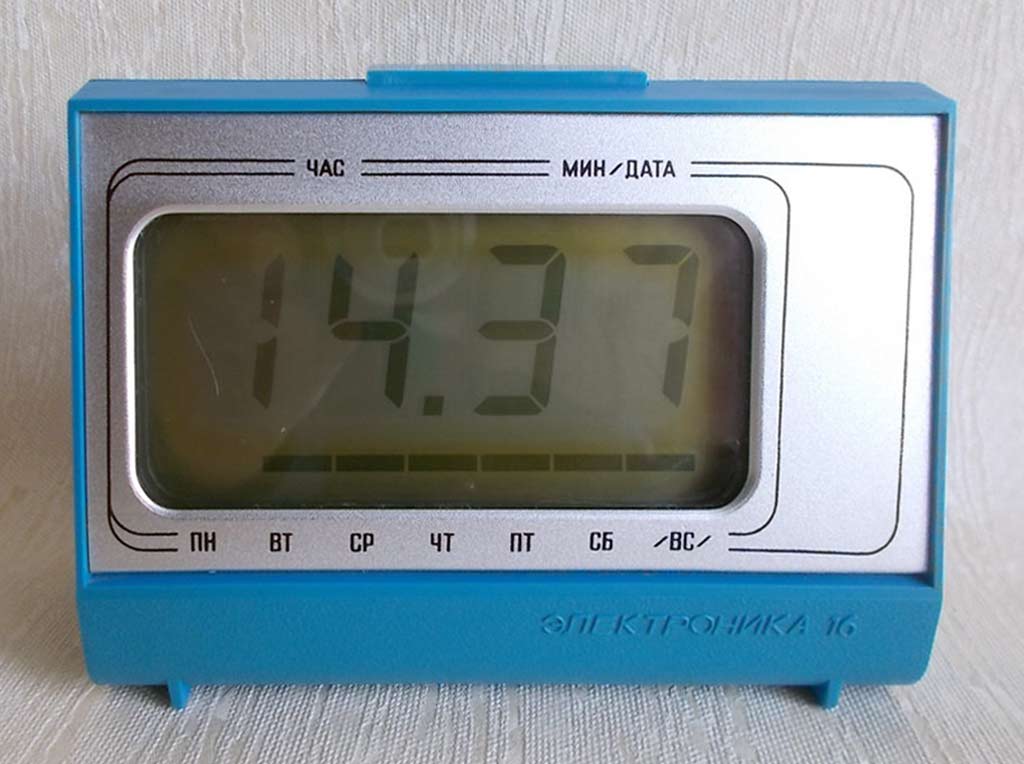 ЧАС МИН/ДАТА
14.37
ПН ВТ СР ЧТ ПТ СБ /ВС/
ЭЛЕКТРОНИКА 16